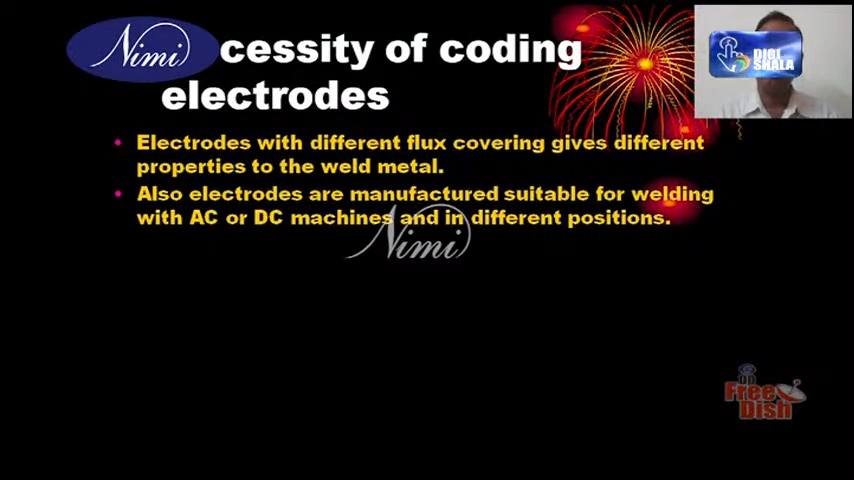 Nimi cessity of coding
electrodes
Electrodes with different flux covering gives different
properties to the weld metal.
Also electrodes are manufactured suitable for welding
with AC or DC machines and in different positions.
Nimi
DIGI
SHALA
DD
Free
Dish